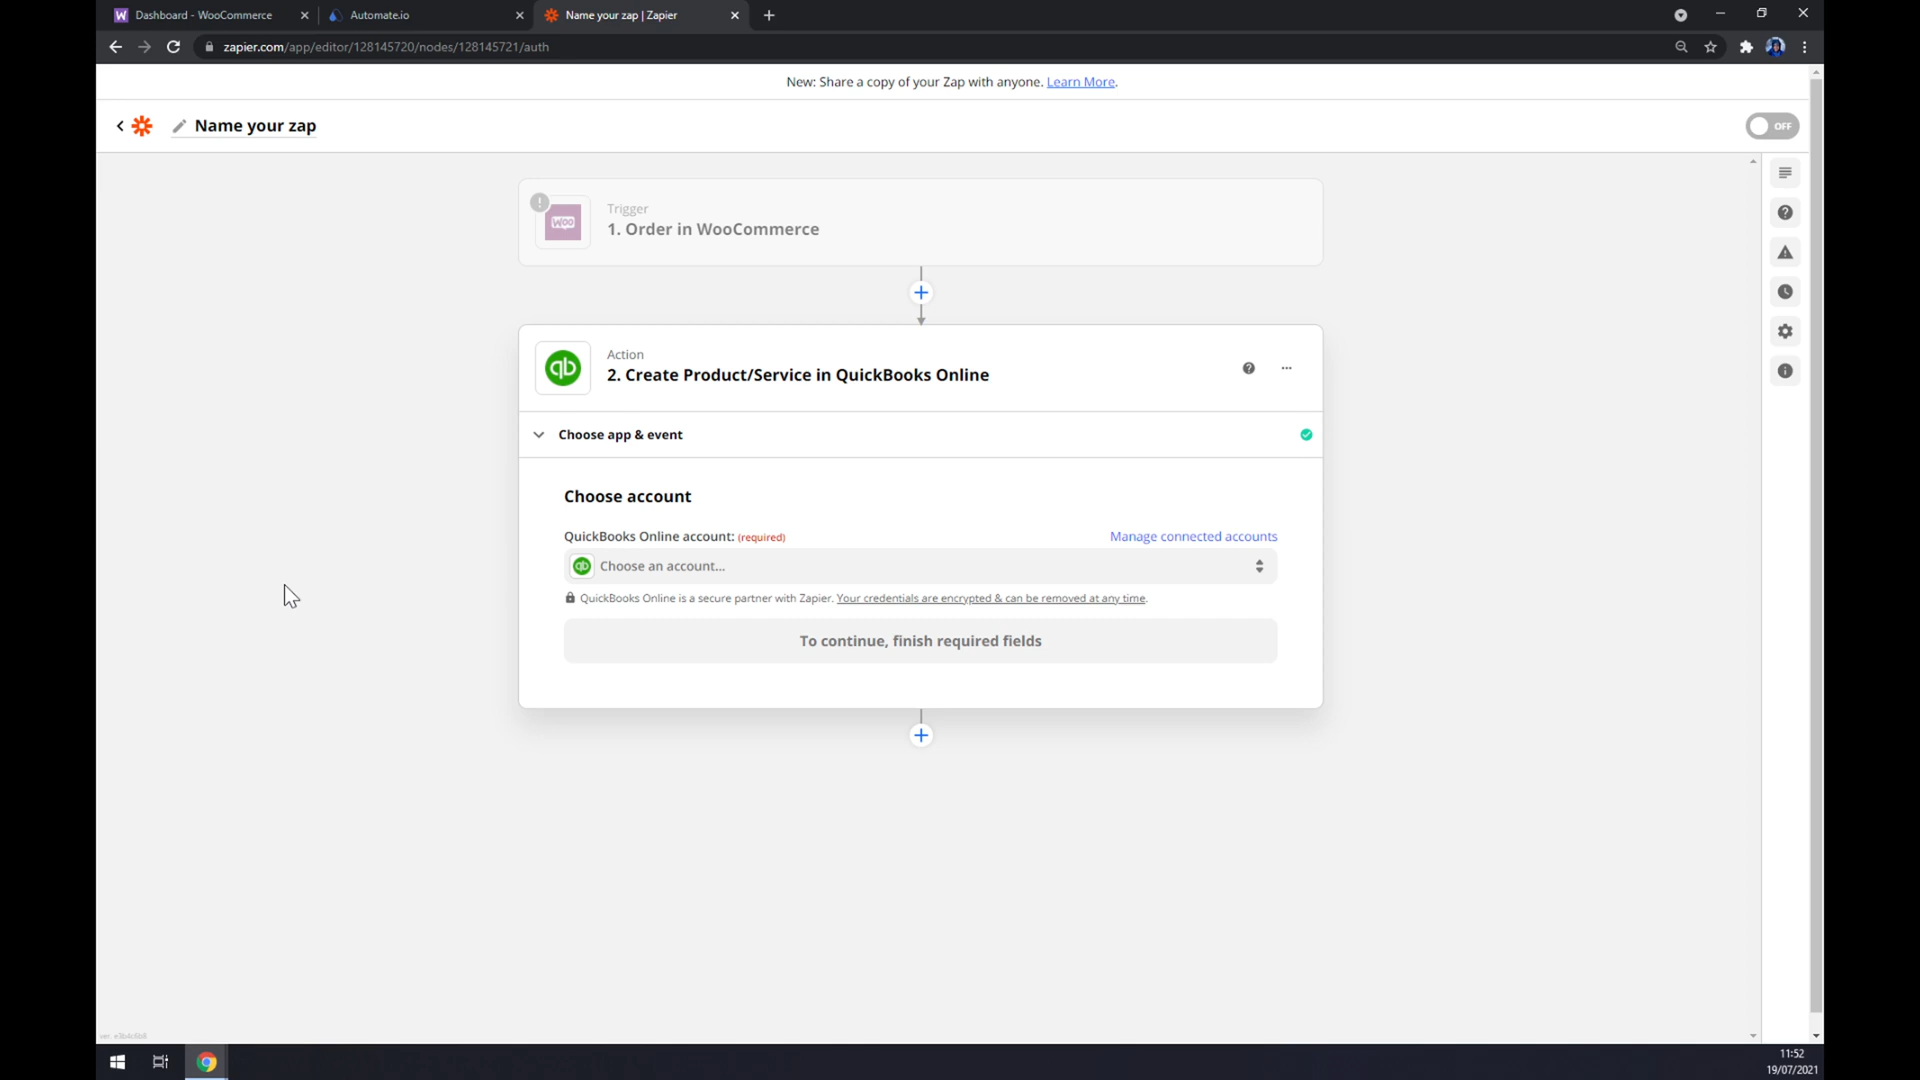 Dashboard - WooCommerce
Automate.io
Name your zap | Zapier
zapier.com/app/editor/128145720/nodes/128145721/auth
New: Share a copy of your Zap with anyone. Learn More.
Name your zap
OFF
Trigger
1. Order in WooCommerce
WOO
qb
Action
2. Create Product/Service in QuickBooks Online
Choose app & event
Choose account
QuickBooks Online account: (required)
Manage connected accounts
qb
Choose an account...
QuickBooks Online is a secure partner with Zapier. Your credentials are encrypted & can be removed at any time.
To continue, finish required fields
11:52
19/07/2021